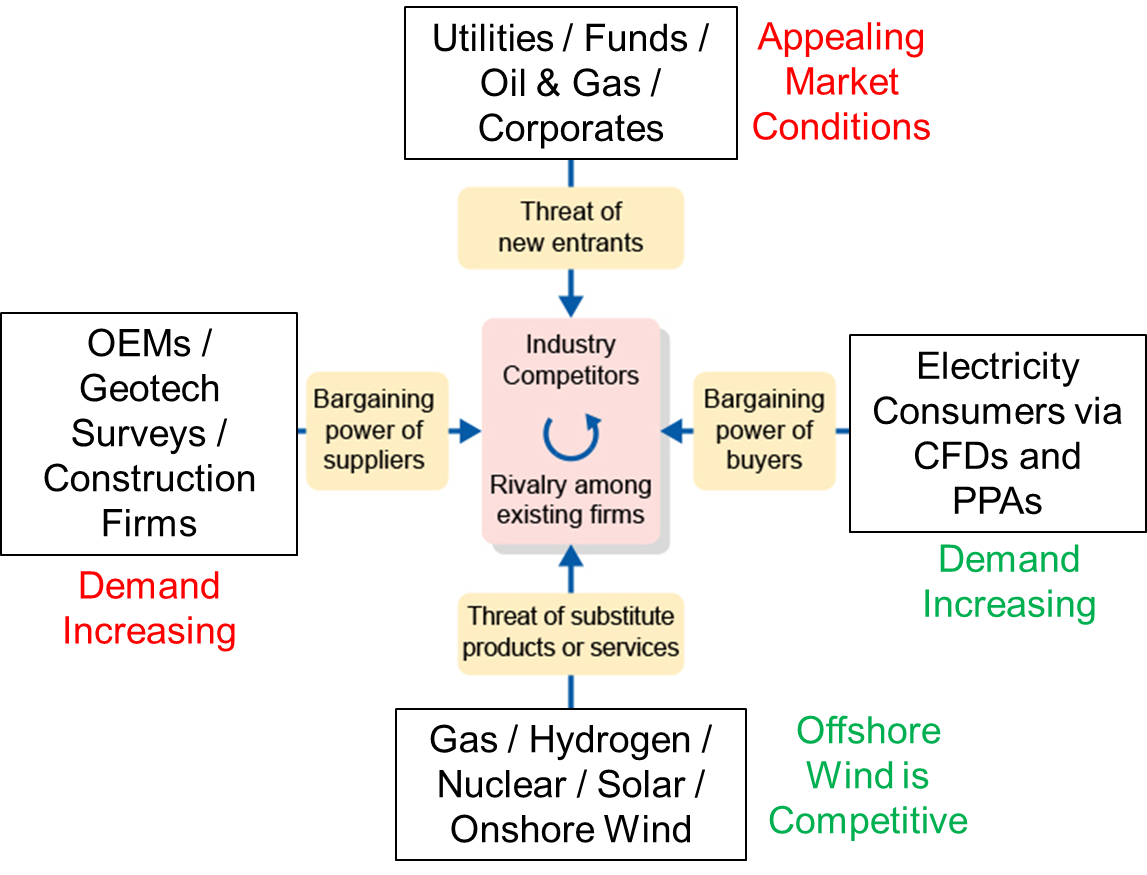 Utilities / Funds /
Oil & Gas /
Corporates
Appealing
Market
Conditions
Threat of
new entrants
OEMs /
Geotech
Surveys /
Construction
Firms
Demand
Increasing
Bargaining
power of
suppliers
Industry
Competitors
Rivalry among
existing firms
Bargaining
power of
buyers
Electricity
Consumers via
CFDs and
PPAs
Demand
Increasing
Threat of substitute
products or services
Gas / Hydrogen /
Nuclear / Solar /
Onshore Wind
Offshore
Wind is
Competitive